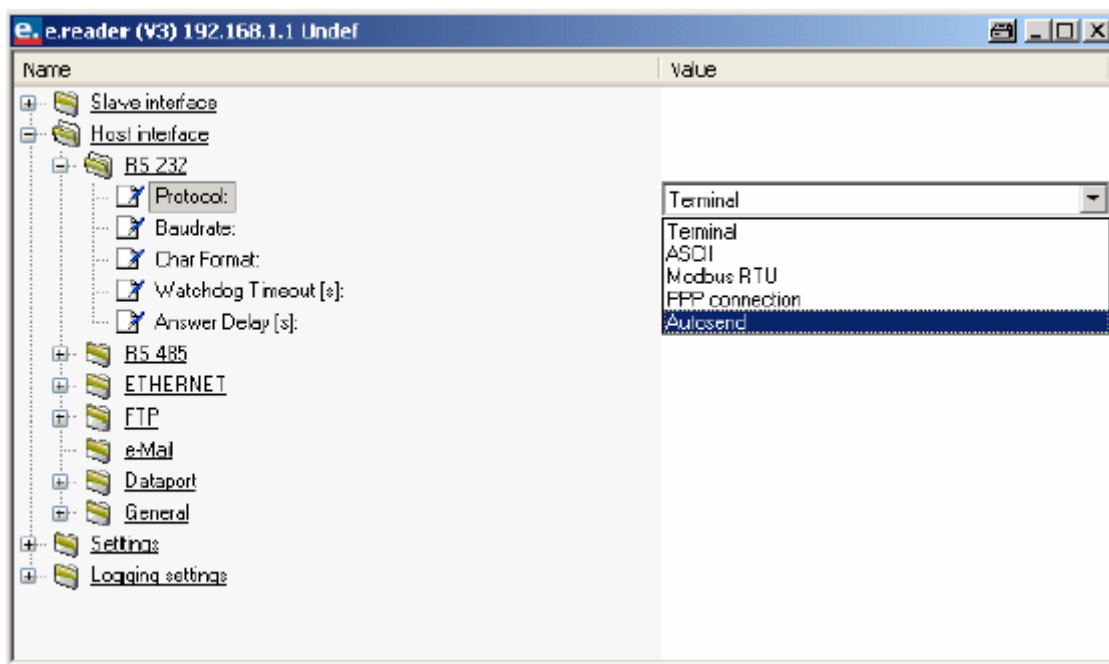 e. e.reader (V3) 192.168.1.1 Undef
Name Value
Slave interface
Host interface
RS 232
Protocol: Terminal
Baudrate: Terminal
ASCII
Char Format: Modbus RTU
Watchdog Timeout [s]: PPP connection
Answer Delay [s]: Autosend
RS 485
ETHERNET
FTP
e-Mail
Dataport
General
Settings
Logging settings